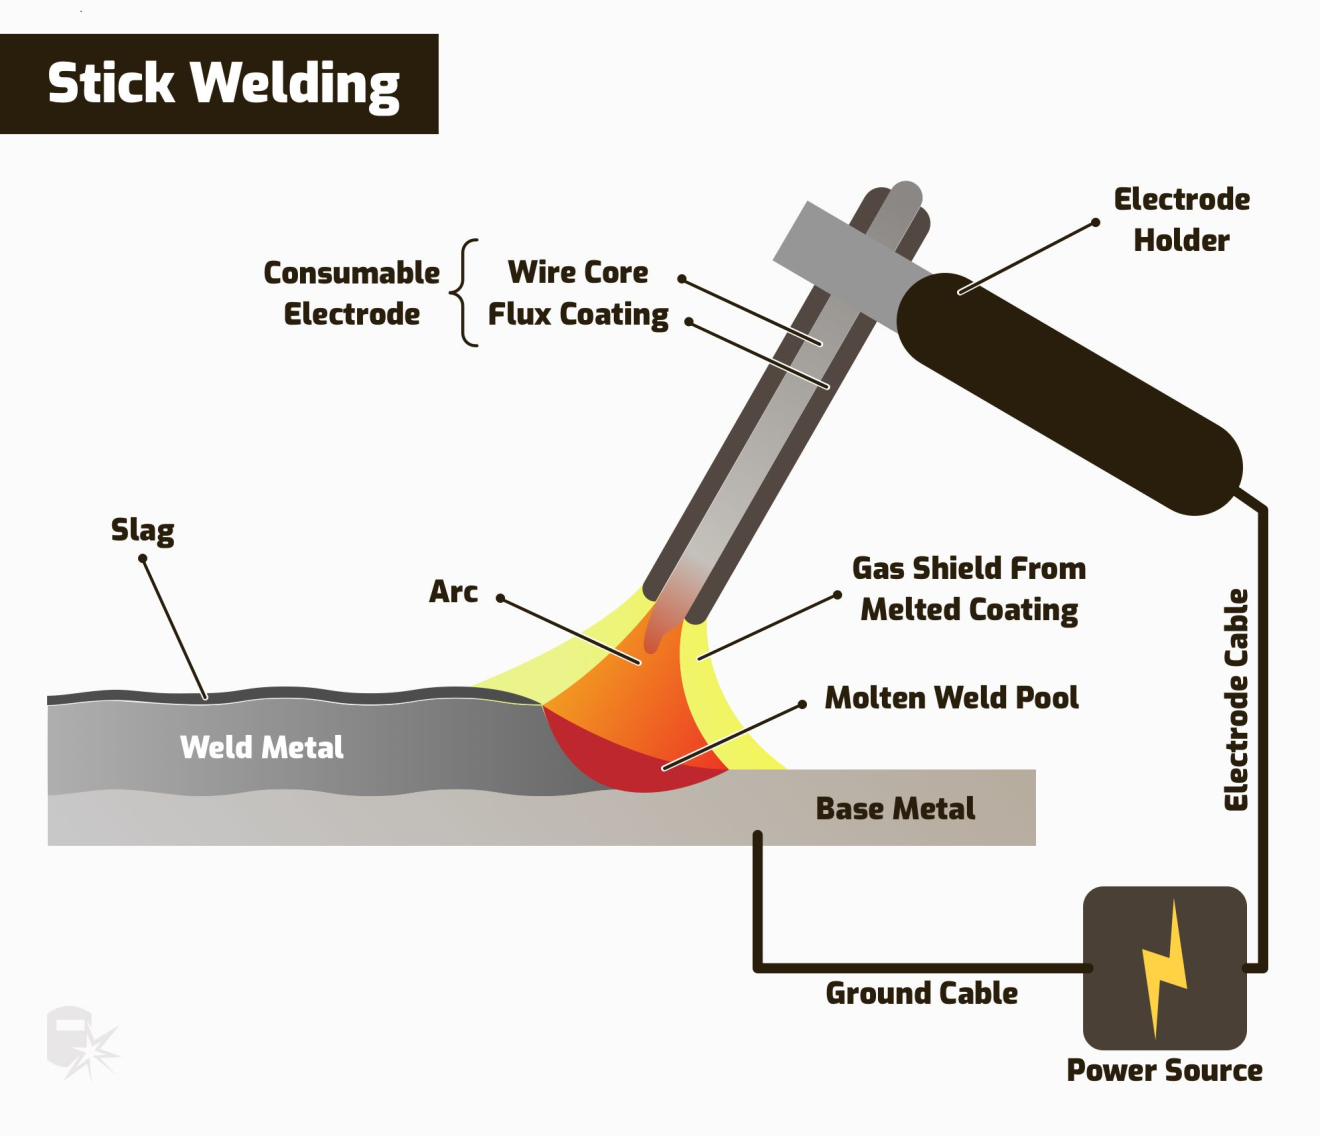 Stick Welding
Electrode
Holder
Consumable
Electrode
Wire Core
Flux Coating
Slag
Arc
Gas Shield From
Melted Coating
Molten Weld Pool
Weld Metal
Base Metal
Electrode Cable
Ground Cable
Power Source